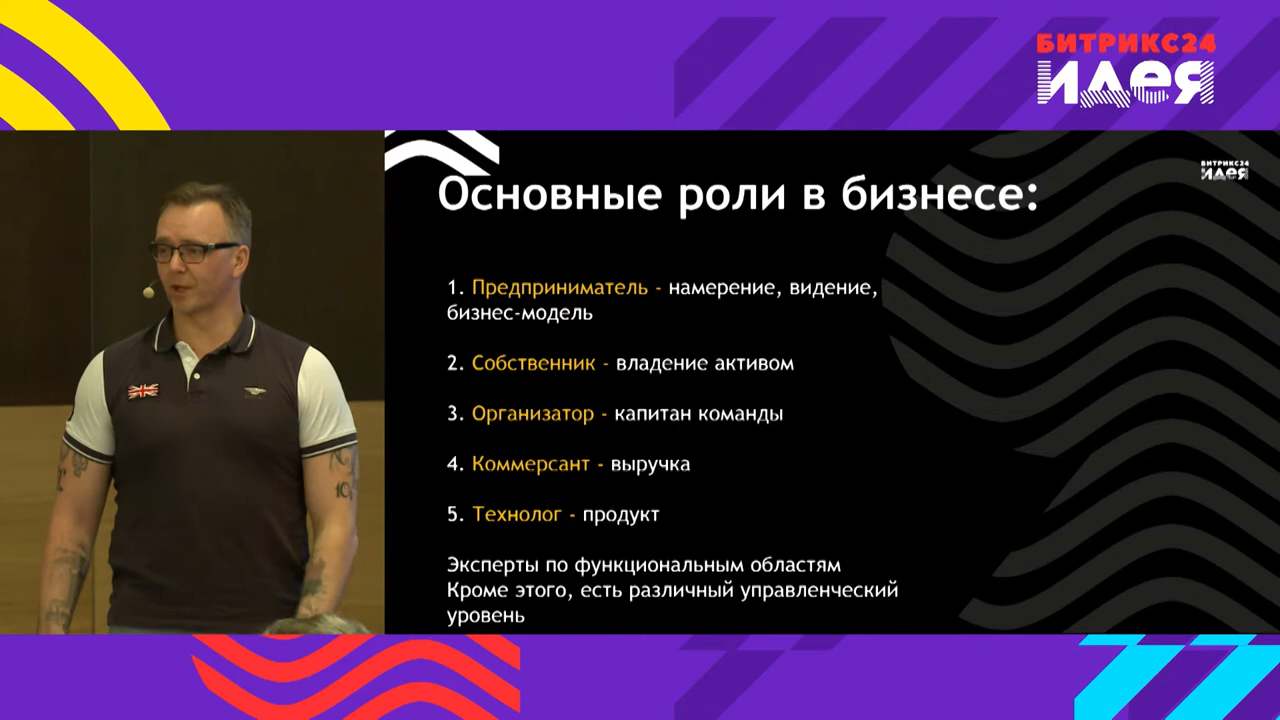 БИТРИКС24
идея
БИТРИКС24
идея
Основные роли в бизнесе:
1. Предприниматель - намерение, видение,
бизнес-модель
2. Собственник - владение активом
3. Организатор - капитан команды
4. Коммерсант - выручка
5. Технолог - продукт
Эксперты по функциональным областям
Кроме этого, есть различный управленческий
уровень